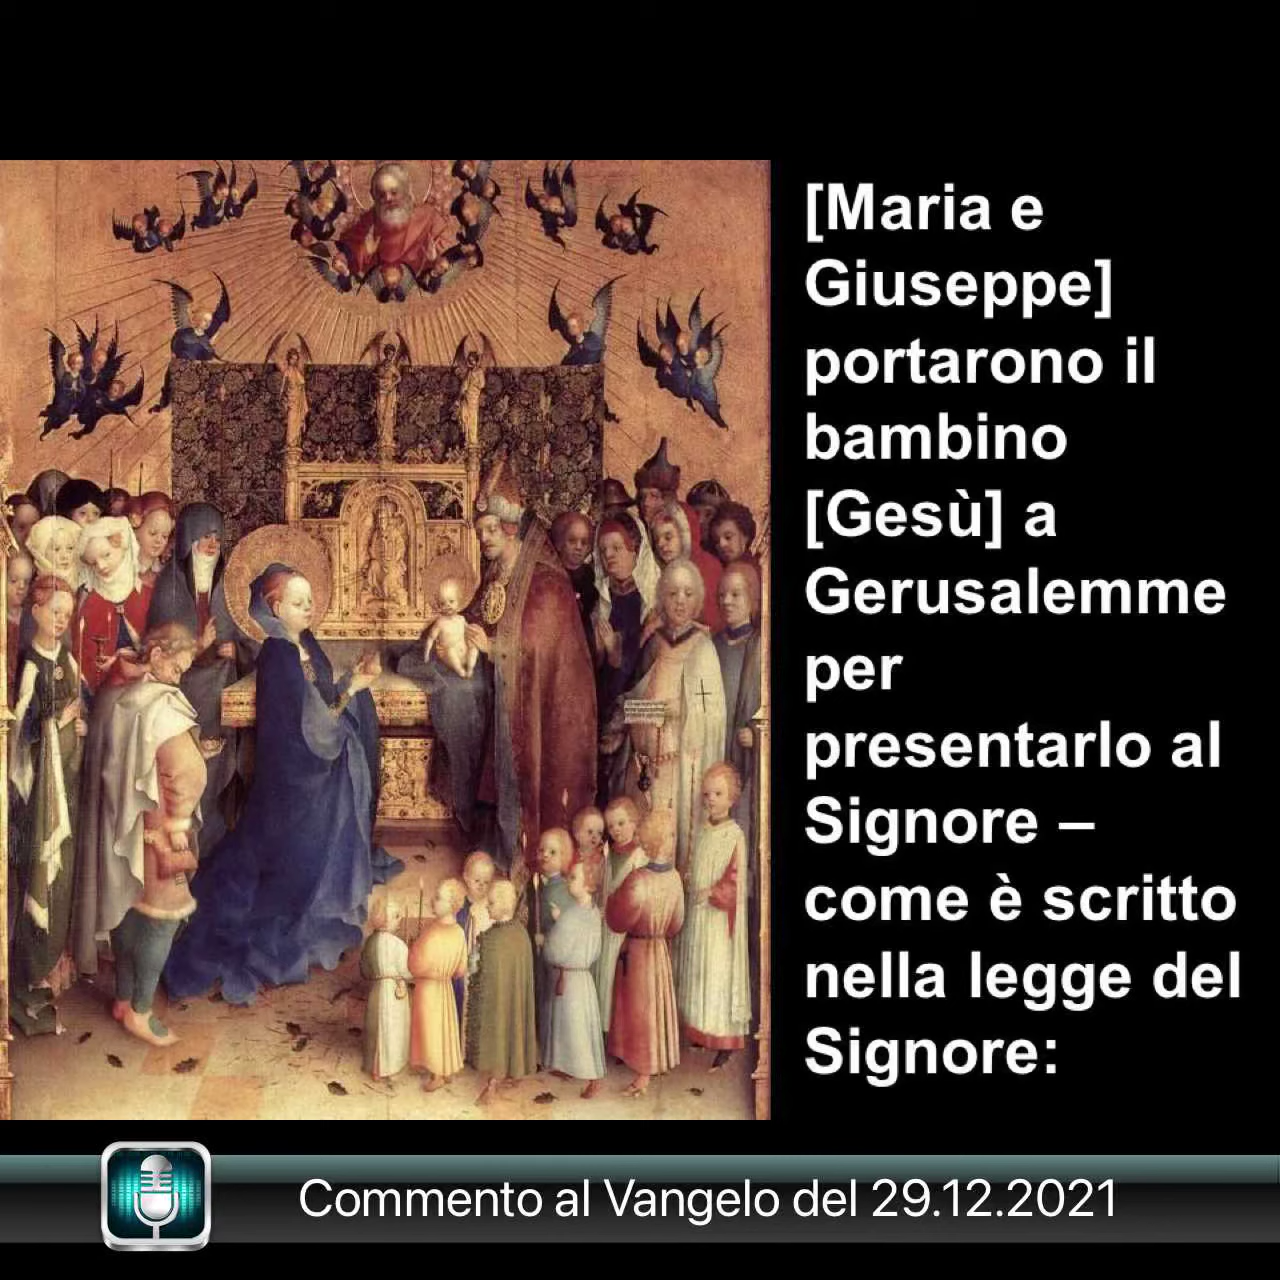 [Maria e
Giuseppe]
portarono il
bambino
[Gesù] a
Gerusalemme
per
presentarlo al
Signore –
come è scritto
nella legge del
Signore:
Commento al Vangelo del 29.12.2021